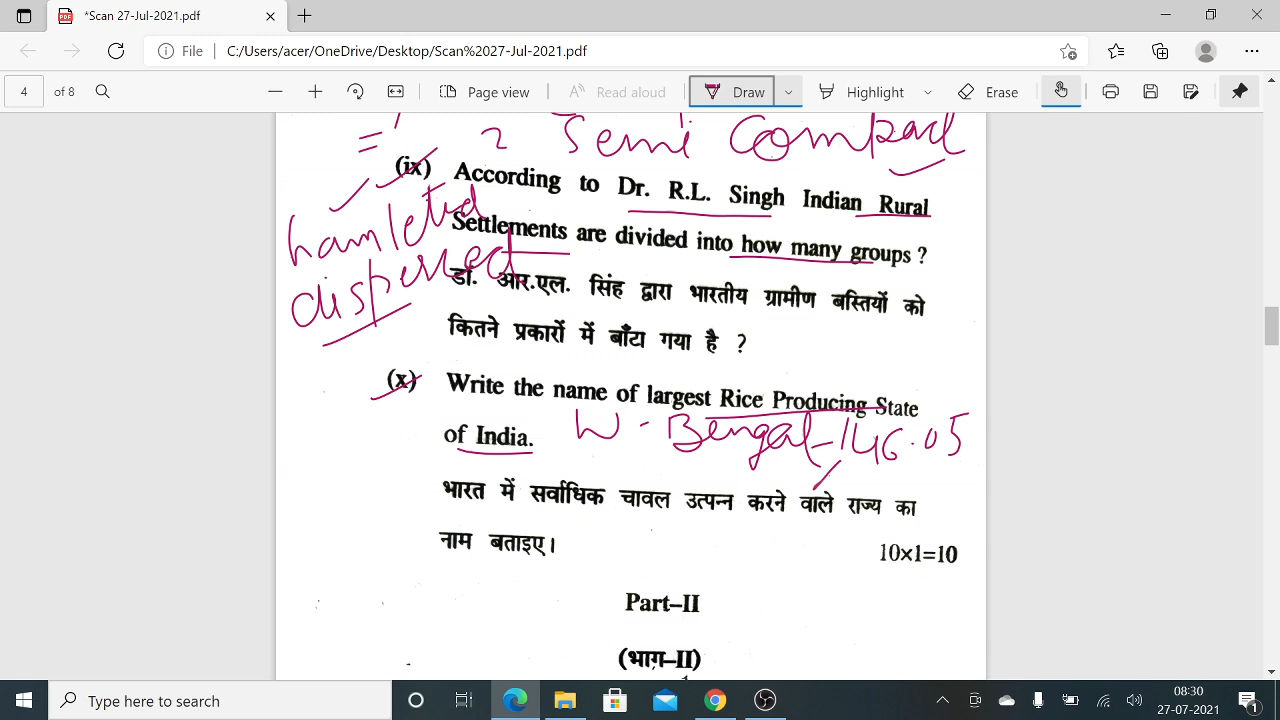 *Scan 27-Jul-2021.pdf
File
C:/Users/acer/OneDrive/Desktop/Scan%2027-Jul-2021.pdf
4 of 8
Page view
Read aloud
Draw
Highlight
Erase
= 2 Semi Compact
(ix) According to Dr. R.L. Singh Indian Rural
Settlements are divided into how many groups ?
hamleted
dispersed
डॉ. आर.एल. सिंह द्वारा भारतीय ग्रामीण बस्तियों को
कितने प्रकारों में बाँटा गया है ?
(x) Write the name of largest Rice Producing State
of India.
W. Bengal - 146.05
भारत में सर्वाधिक चावल उत्पन्न करने वाले राज्य का
नाम बताइए।
10×1=10
Part–II
(भाग–II)
Type here to search
08:30
27-07-2021
1